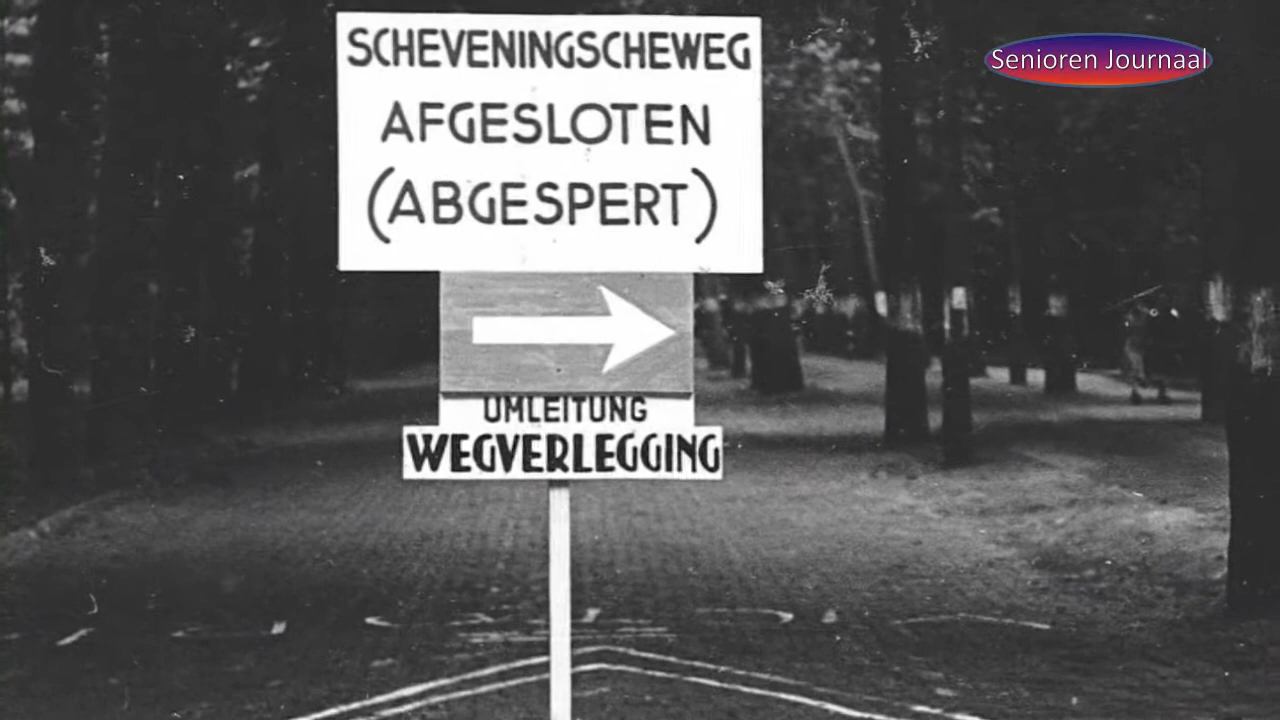 SCHEVENINGSCHEWEG
AFGESLOTEN
(ABGESPERT)
UMLEITUNG
WEGVERLEGGING
Senioren Journaal